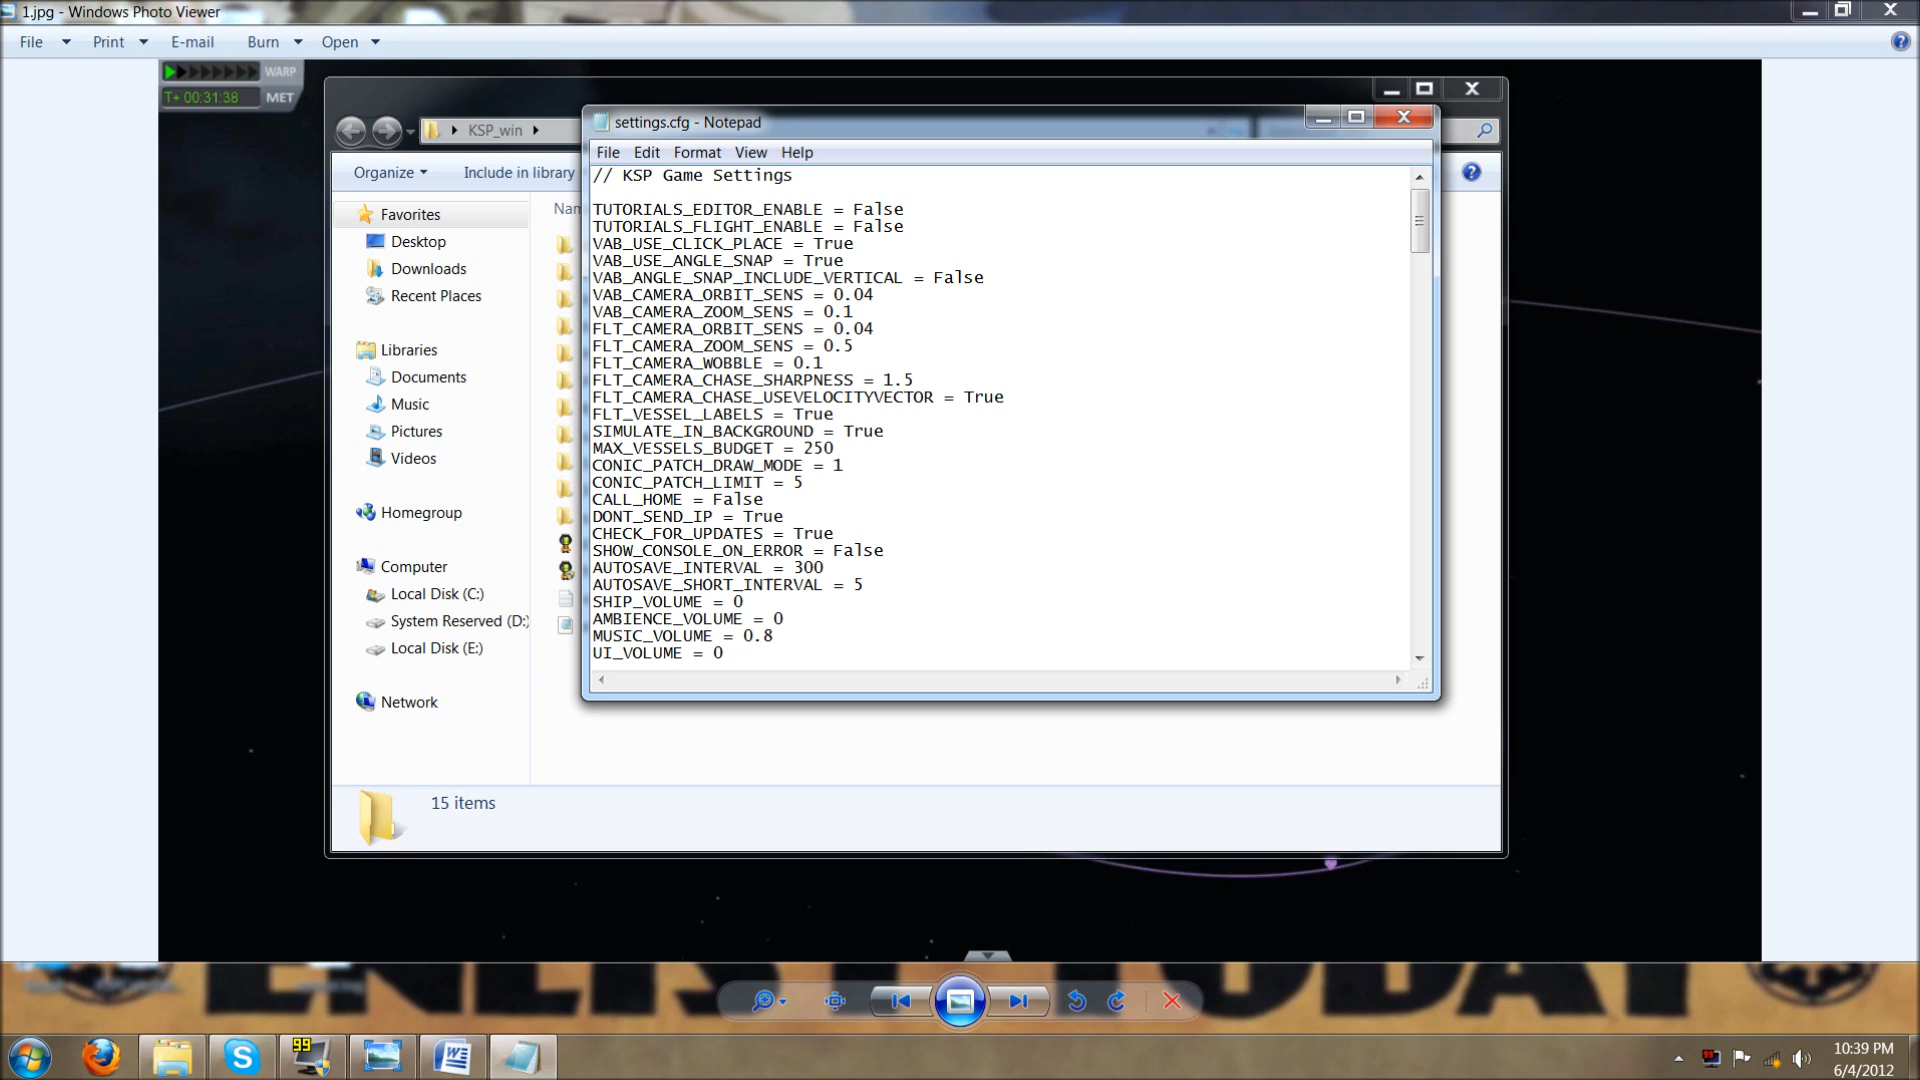 1.jpg - Windows Photo Viewer
File Print E-mail Burn Open
WARP
T+ 00:31:38 MET
KSP_win
Organize Include in library
Favorites
Desktop
Downloads
Recent Places
Libraries
Documents
Music
Pictures
Videos
Homegroup
Computer
Local Disk (C:)
System Reserved (D:)
Local Disk (E:)
Network
15 items
settings.cfg - Notepad
File Edit Format View Help
// KSP Game Settings
TUTORIALS_EDITOR_ENABLE = False
TUTORIALS_FLIGHT_ENABLE = False
VAB_USE_CLICK_PLACE = True
VAB_USE_ANGLE_SNAP = True
VAB_ANGLE_SNAP_INCLUDE_VERTICAL = False
VAB_CAMERA_ORBIT_SENS = 0.04
VAB_CAMERA_ZOOM_SENS = 0.1
FLT_CAMERA_ORBIT_SENS = 0.04
FLT_CAMERA_ZOOM_SENS = 0.5
FLT_CAMERA_WOBBLE = 0.1
FLT_CAMERA_CHASE_SHARPNESS = 1.5
FLT_CAMERA_CHASE_USEVELOCITYVECTOR = True
FLT_VESSEL_LABELS = True
SIMULATE_IN_BACKGROUND = True
MAX_VESSELS_BUDGET = 250
CONIC_PATCH_DRAW_MODE = 1
CONIC_PATCH_LIMIT = 5
CALL_HOME = False
DONT_SEND_IP = True
CHECK_FOR_UPDATES = True
SHOW_CONSOLE_ON_ERROR = False
AUTOSAVE_INTERVAL = 300
AUTOSAVE_SHORT_INTERVAL = 5
SHIP_VOLUME = 0
AMBIENCE_VOLUME = 0
MUSIC_VOLUME = 0.8
UI_VOLUME = 0
ENLIST TODAY
99
10:39 PM
6/4/2012